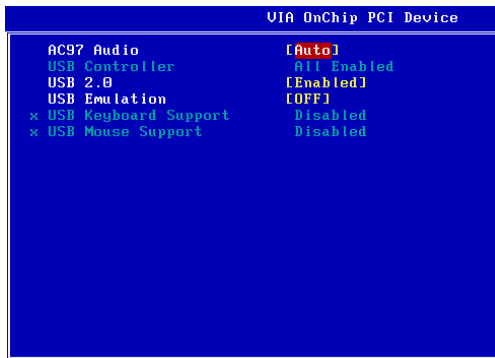 VIA OnChip PCI Device
AC97 Audio [Auto]
USB Controller All Enabled
USB 2.0 [Enabled]
USB Emulation [OFF]
x USB Keyboard Support Disabled
x USB Mouse Support Disabled